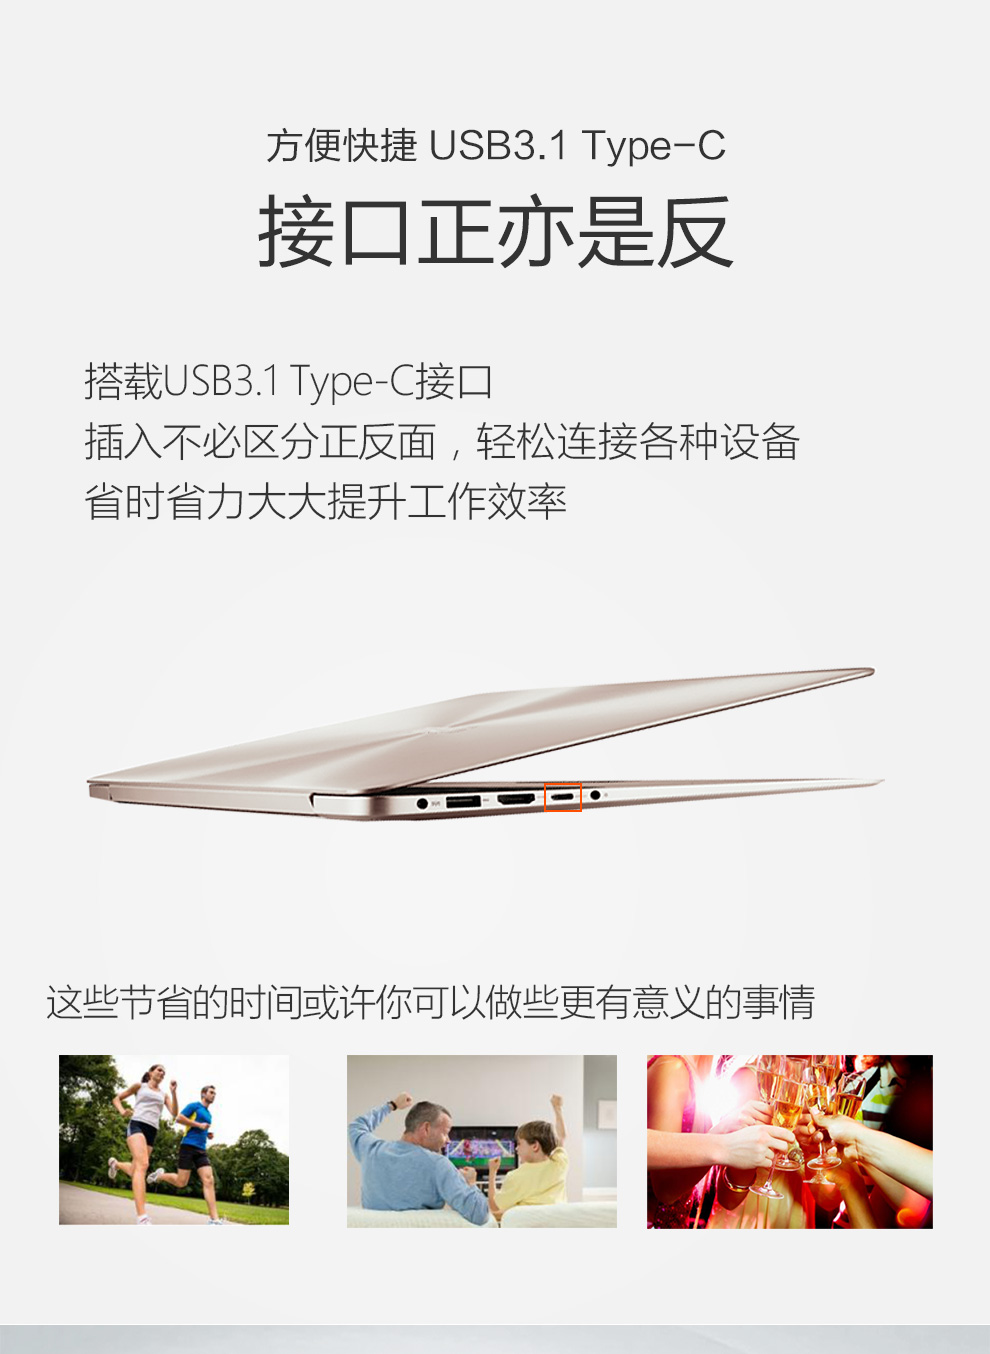 方便快捷 USB3.1 Type-C
接口正亦是反
搭载USB3.1 Type-C接口
插入不必区分正反面，轻松连接各种设备
省时省力大大提升工作效率
这些节省的时间或许你可以做些更有意义的事情